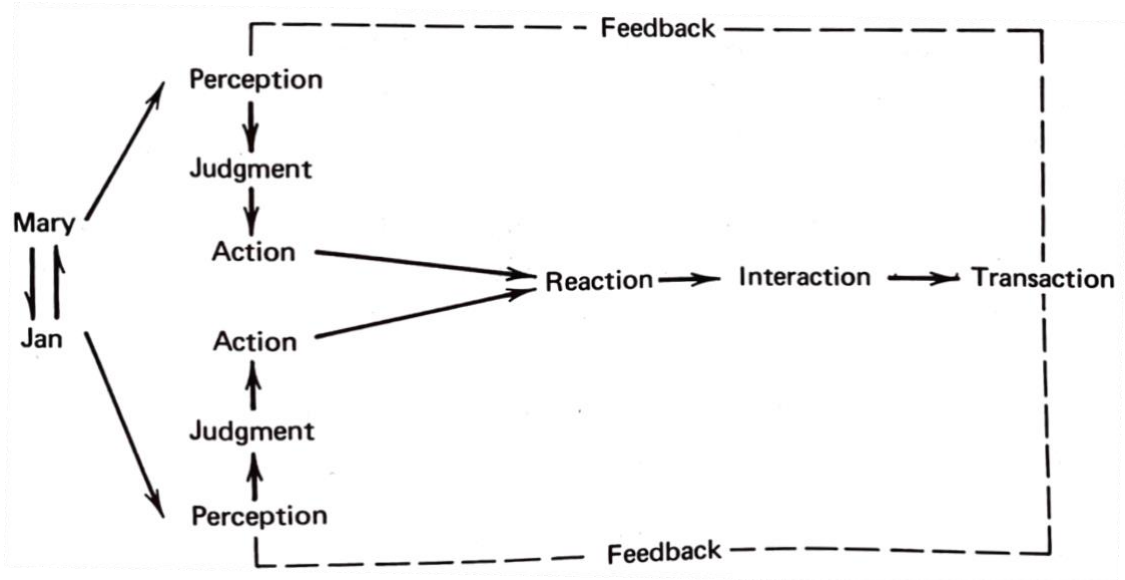 Feedback
Perception
Judgment
Mary
Action
Reaction Interaction Transaction
Jan
Action
Judgment
Perception
Feedback